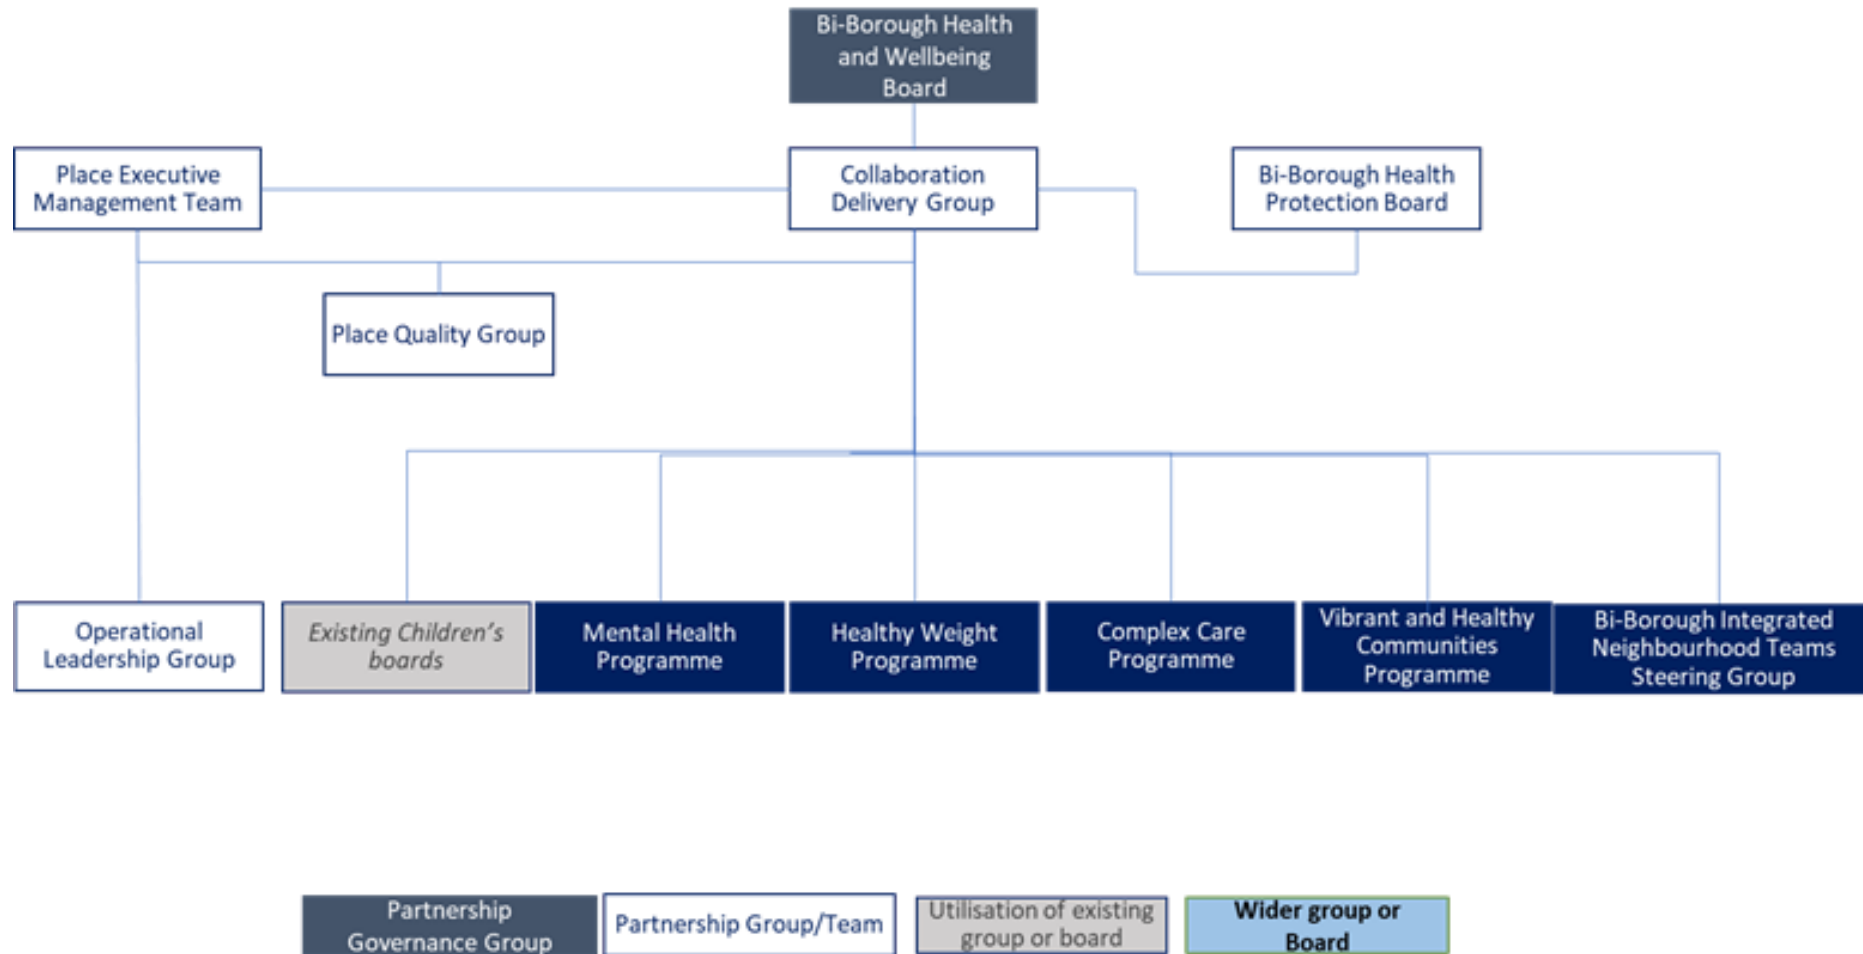 Bi-Borough Health
and Wellbeing
Board
Place Executive
Management Team
Collaboration
Delivery Group
Bi-Borough Health
Protection Board
Place Quality Group
Operational
Leadership Group
Existing Children's
boards
Mental Health
Programme
Healthy Weight
Programme
Complex Care
Programme
Vibrant and Healthy
Communities
Programme
Bi-Borough Integrated
Neighbourhood Teams
Steering Group
Partnership
Governance Group
Partnership Group/Team
Utilisation of existing
group or board
Wider group or
Board